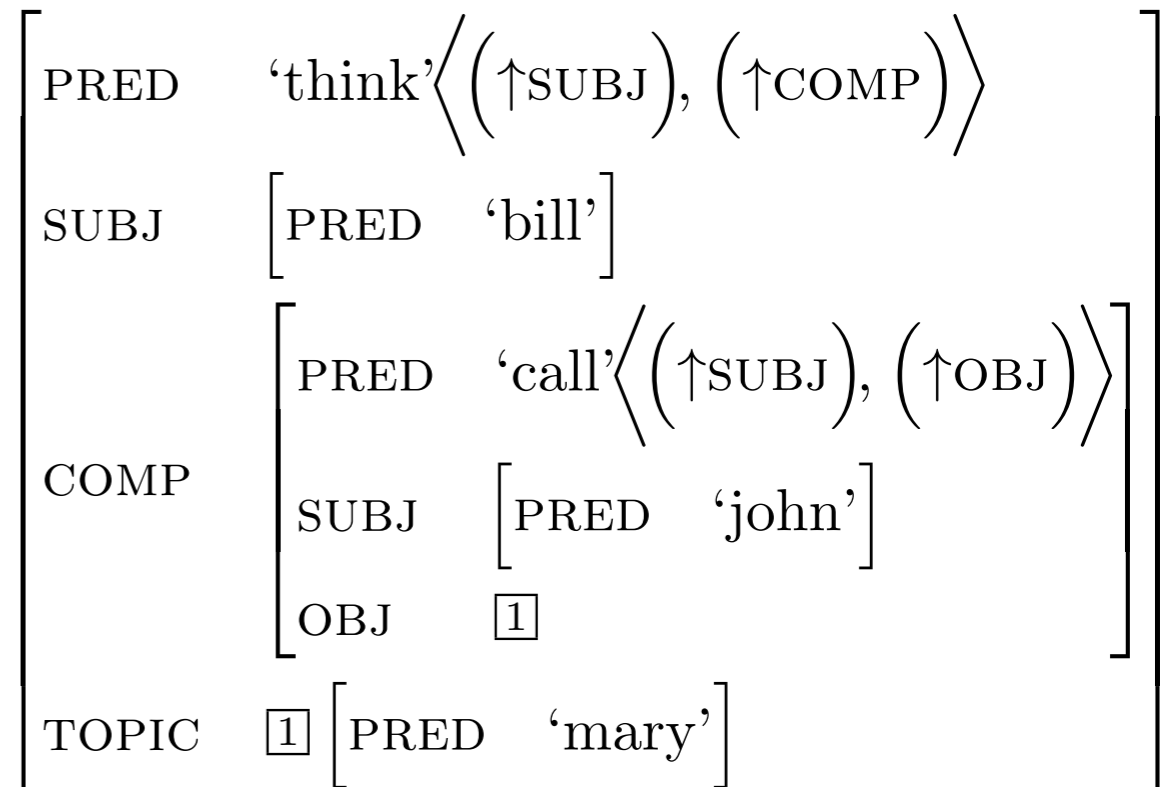 PRED ‘think’⟨(↑SUBJ), (↑COMP)⟩
SUBJ [PRED ‘bill’]
PRED ‘call’⟨(↑SUBJ), (↑OBJ)⟩
COMP
SUBJ [PRED ‘john’]
OBJ 1
TOPIC 1 [PRED ‘mary’]